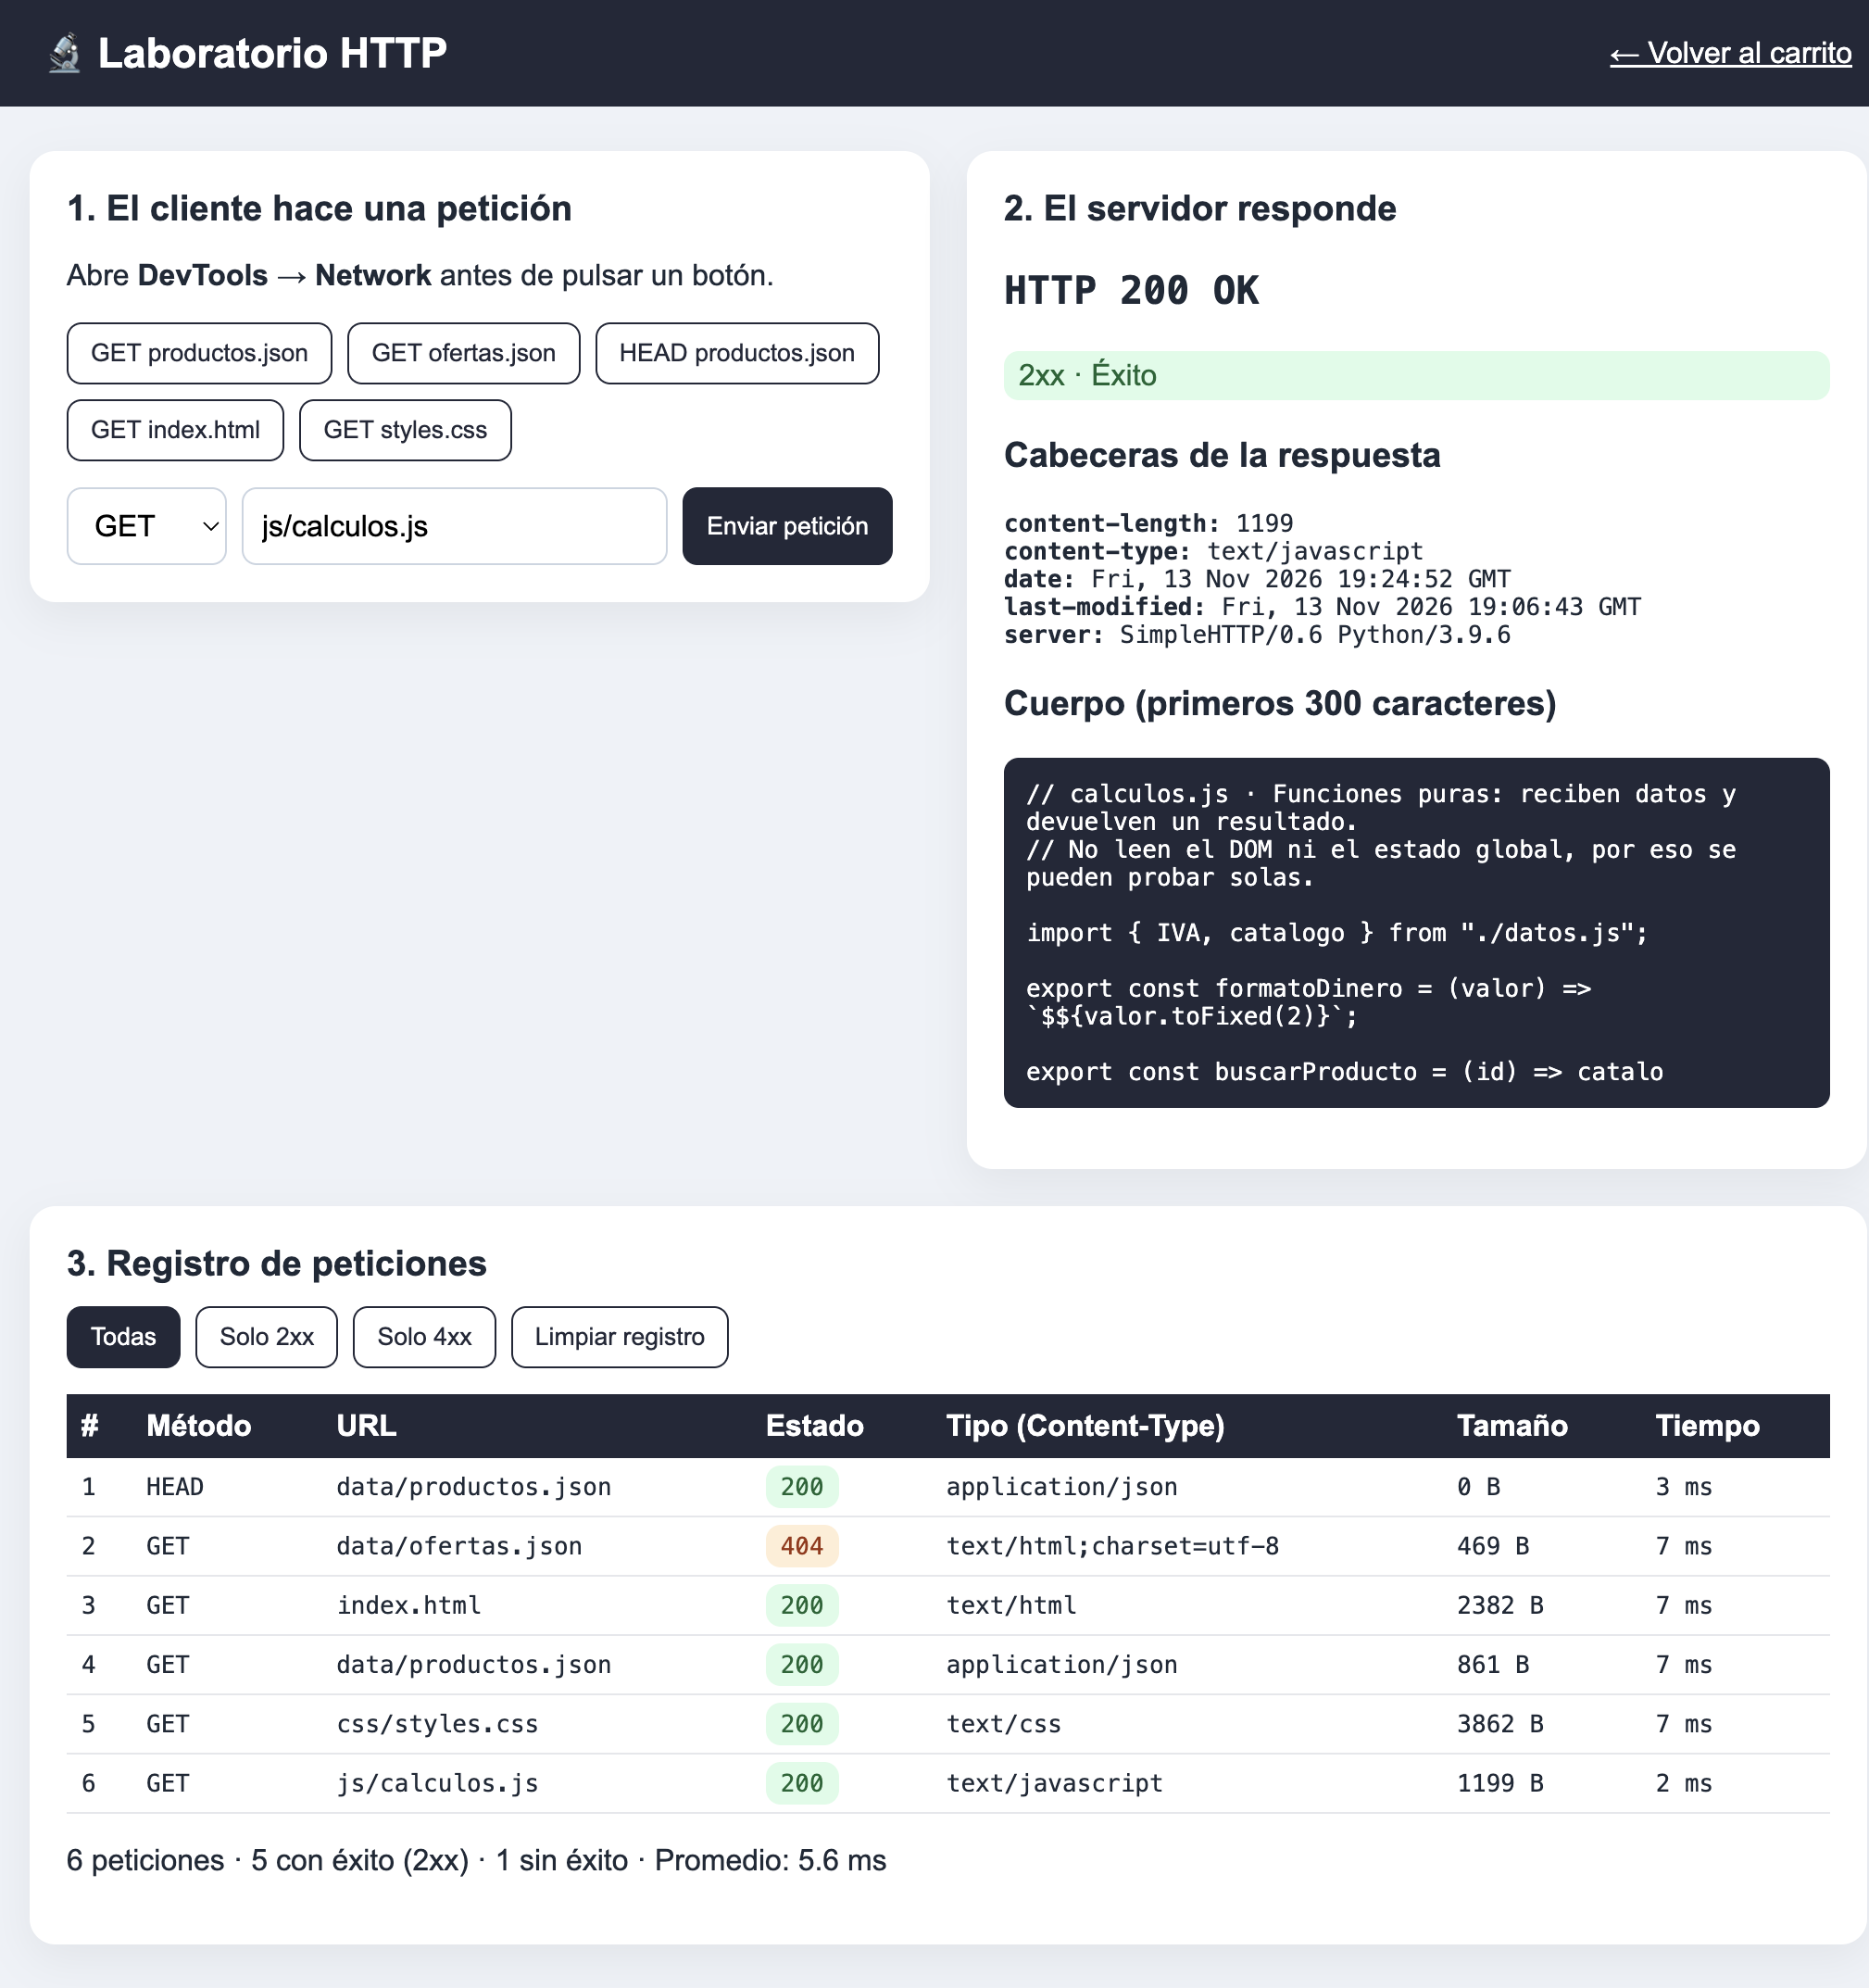 🔬 Laboratorio HTTP
← Volver al carrito
1. El cliente hace una petición
Abre DevTools → Network antes de pulsar un botón.
GET productos.json
GET ofertas.json
HEAD productos.json
GET index.html
GET styles.css
GET
js/calculos.js
Enviar petición
2. El servidor responde
HTTP 200 OK
2xx · Éxito
Cabeceras de la respuesta
content-length: 1199
content-type: text/javascript
date: Fri, 13 Nov 2026 19:24:52 GMT
last-modified: Fri, 13 Nov 2026 19:06:43 GMT
server: SimpleHTTP/0.6 Python/3.9.6
Cuerpo (primeros 300 caracteres)
// calculos.js · Funciones puras: reciben datos y
devuelven un resultado.
// No leen el DOM ni el estado global, por eso se
pueden probar solas.
import { IVA, catalogo } from "./datos.js";
export const formatoDinero = (valor) =>
`$${valor.toFixed(2)}`;
export const buscarProducto = (id) => catalo
3. Registro de peticiones
Todas
Solo 2xx
Solo 4xx
Limpiar registro
# Método URL Estado Tipo (Content-Type) Tamaño Tiempo
1 HEAD data/productos.json 200 application/json 0 B 3 ms
2 GET data/ofertas.json 404 text/html;charset=utf-8 469 B 7 ms
3 GET index.html 200 text/html 2382 B 7 ms
4 GET data/productos.json 200 application/json 861 B 7 ms
5 GET css/styles.css 200 text/css 3862 B 7 ms
6 GET js/calculos.js 200 text/javascript 1199 B 2 ms
6 peticiones · 5 con éxito (2xx) · 1 sin éxito · Promedio: 5.6 ms